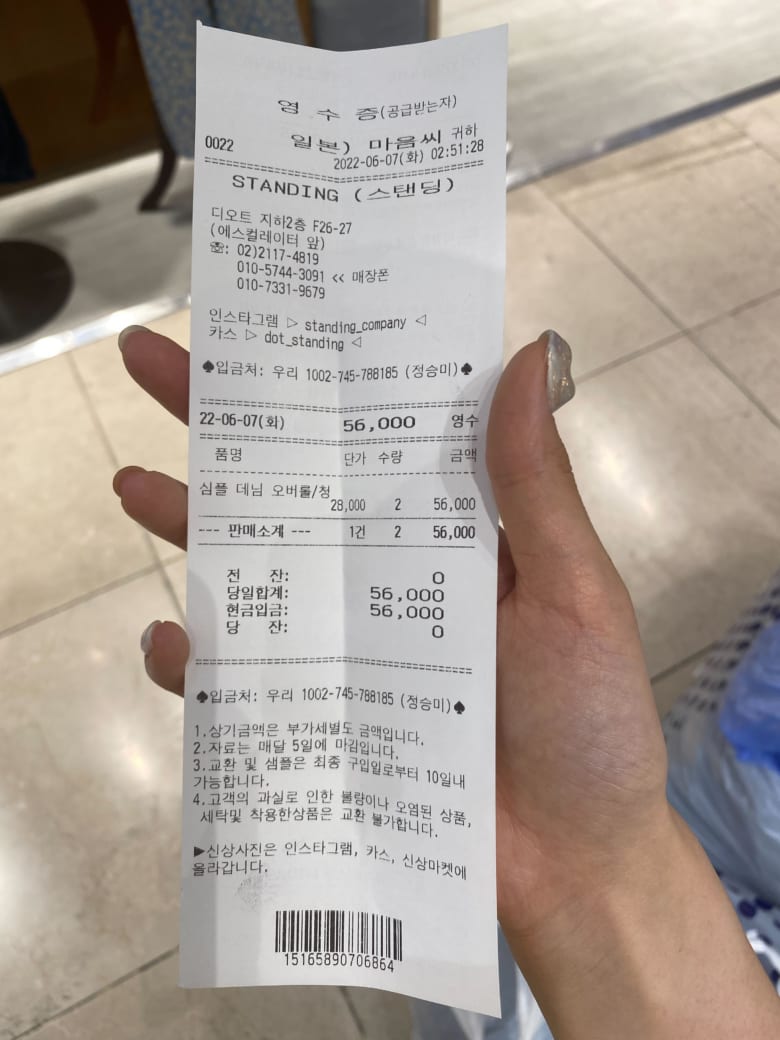 영 수 증(공급받는자)
0022 일본) 마음씨 귀하
2022-06-07(화) 02:51:28
STANDING (스탠딩)
디오트 지하2층 F26-27
(에스컬레이터 앞)
☎: 02)2117-4819
010-5744-3091 << 매장폰
010-7331-9679
인스타그램 ▷ standing_company ◁
카스 ▷ dot_standing ◁
♠입금처: 우리 1002-745-788185 (정승미)♠
22-06-07(화) 56,000 영수
품명 단가 수량 금액
심플 데님 오버롤/청
28,000 2 56,000
--- 판매소계 --- 1건 2 56,000
전 잔: 0
당일합계: 56,000
현금입금: 56,000
당 잔: 0
♠입금처: 우리 1002-745-788185 (정승미)♠
1.상기금액은 부가세별도 금액입니다.
2.자료는 매달 5일에 마감입니다.
3.교환 및 샘플은 최종 구입일로부터 10일내
가능합니다.
4.고객의 과실로 인한 불량이나 오염된 상품,
세탁및 착용한상품은 교환 불가합니다.
▶신상사진은 인스타그램, 카스, 신상마켓에
올라갑니다.
15165890706864